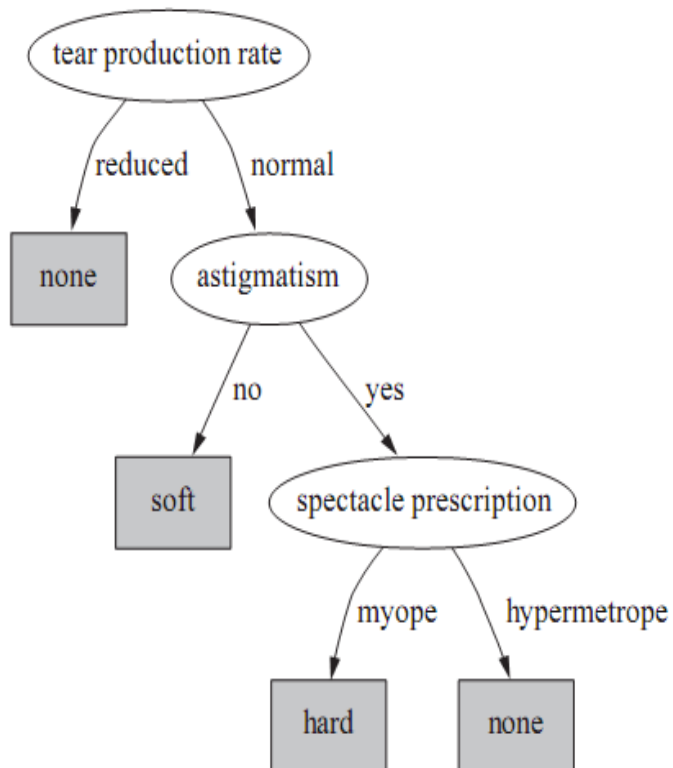 tear production rate
reduced
normal
none
astigmatism
no
yes
soft
spectacle prescription
myope
hypermetrope
hard
none